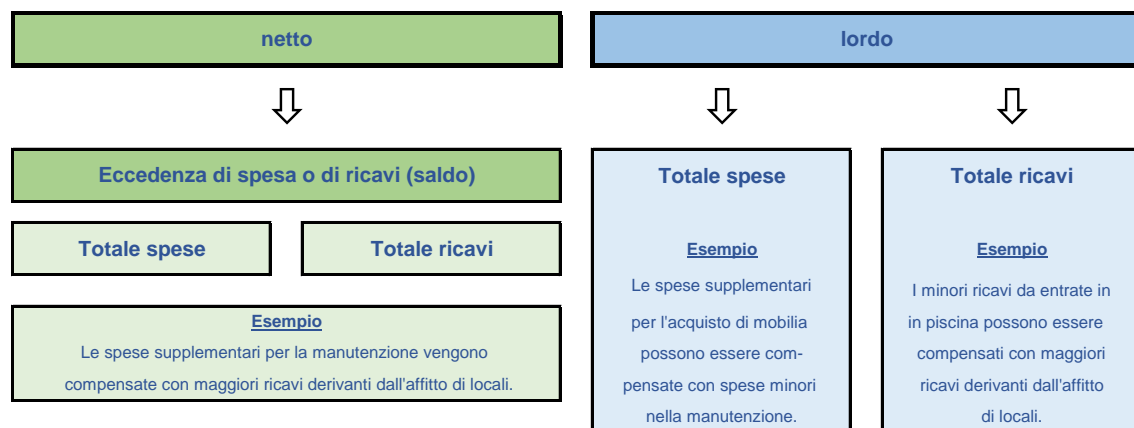 netto
lordo
Eccedenza di spesa o di ricavi (saldo)
Totale spese
Totale ricavi
Esempio
Le spese supplementari per la manutenzione vengono
compensate con maggiori ricavi derivanti dall'affitto di locali.
Totale spese
Esempio
Le spese supplementari
per l'acquisto di mobilia
possono essere com-
pensate con spese minori
nella manutenzione.
Totale ricavi
Esempio
I minori ricavi da entrate in
in piscina possono essere
compensati con maggiori
ricavi derivanti dall'affitto
di locali.